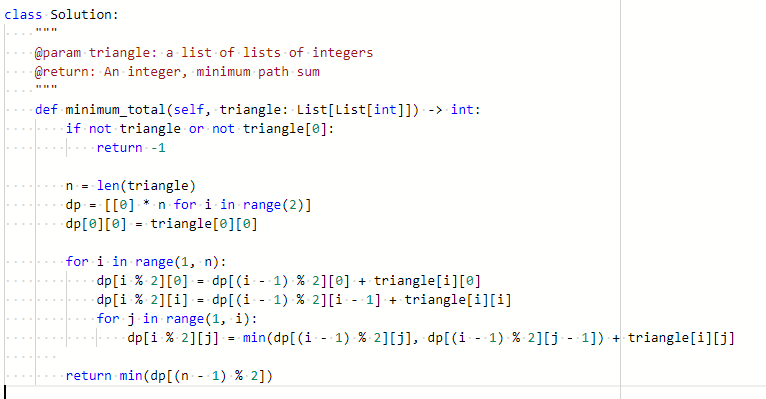 class Solution:
    """
    @param triangle: a list of lists of integers
    @return: An integer, minimum path sum
    """
    def minimum_total(self, triangle: List[List[int]]) -> int:
        if not triangle or not triangle[0]:
            return -1

        n = len(triangle)
        dp = [[0] * n for i in range(2)]
        dp[0][0] = triangle[0][0]

        for i in range(1, n):
            dp[i % 2][0] = dp[(i - 1) % 2][0] + triangle[i][0]
            dp[i % 2][i] = dp[(i - 1) % 2][i - 1] + triangle[i][i]
            for j in range(1, i):
                dp[i % 2][j] = min(dp[(i - 1) % 2][j], dp[(i - 1) % 2][j - 1]) + triangle[i][j]

        return min(dp[(n - 1) % 2])